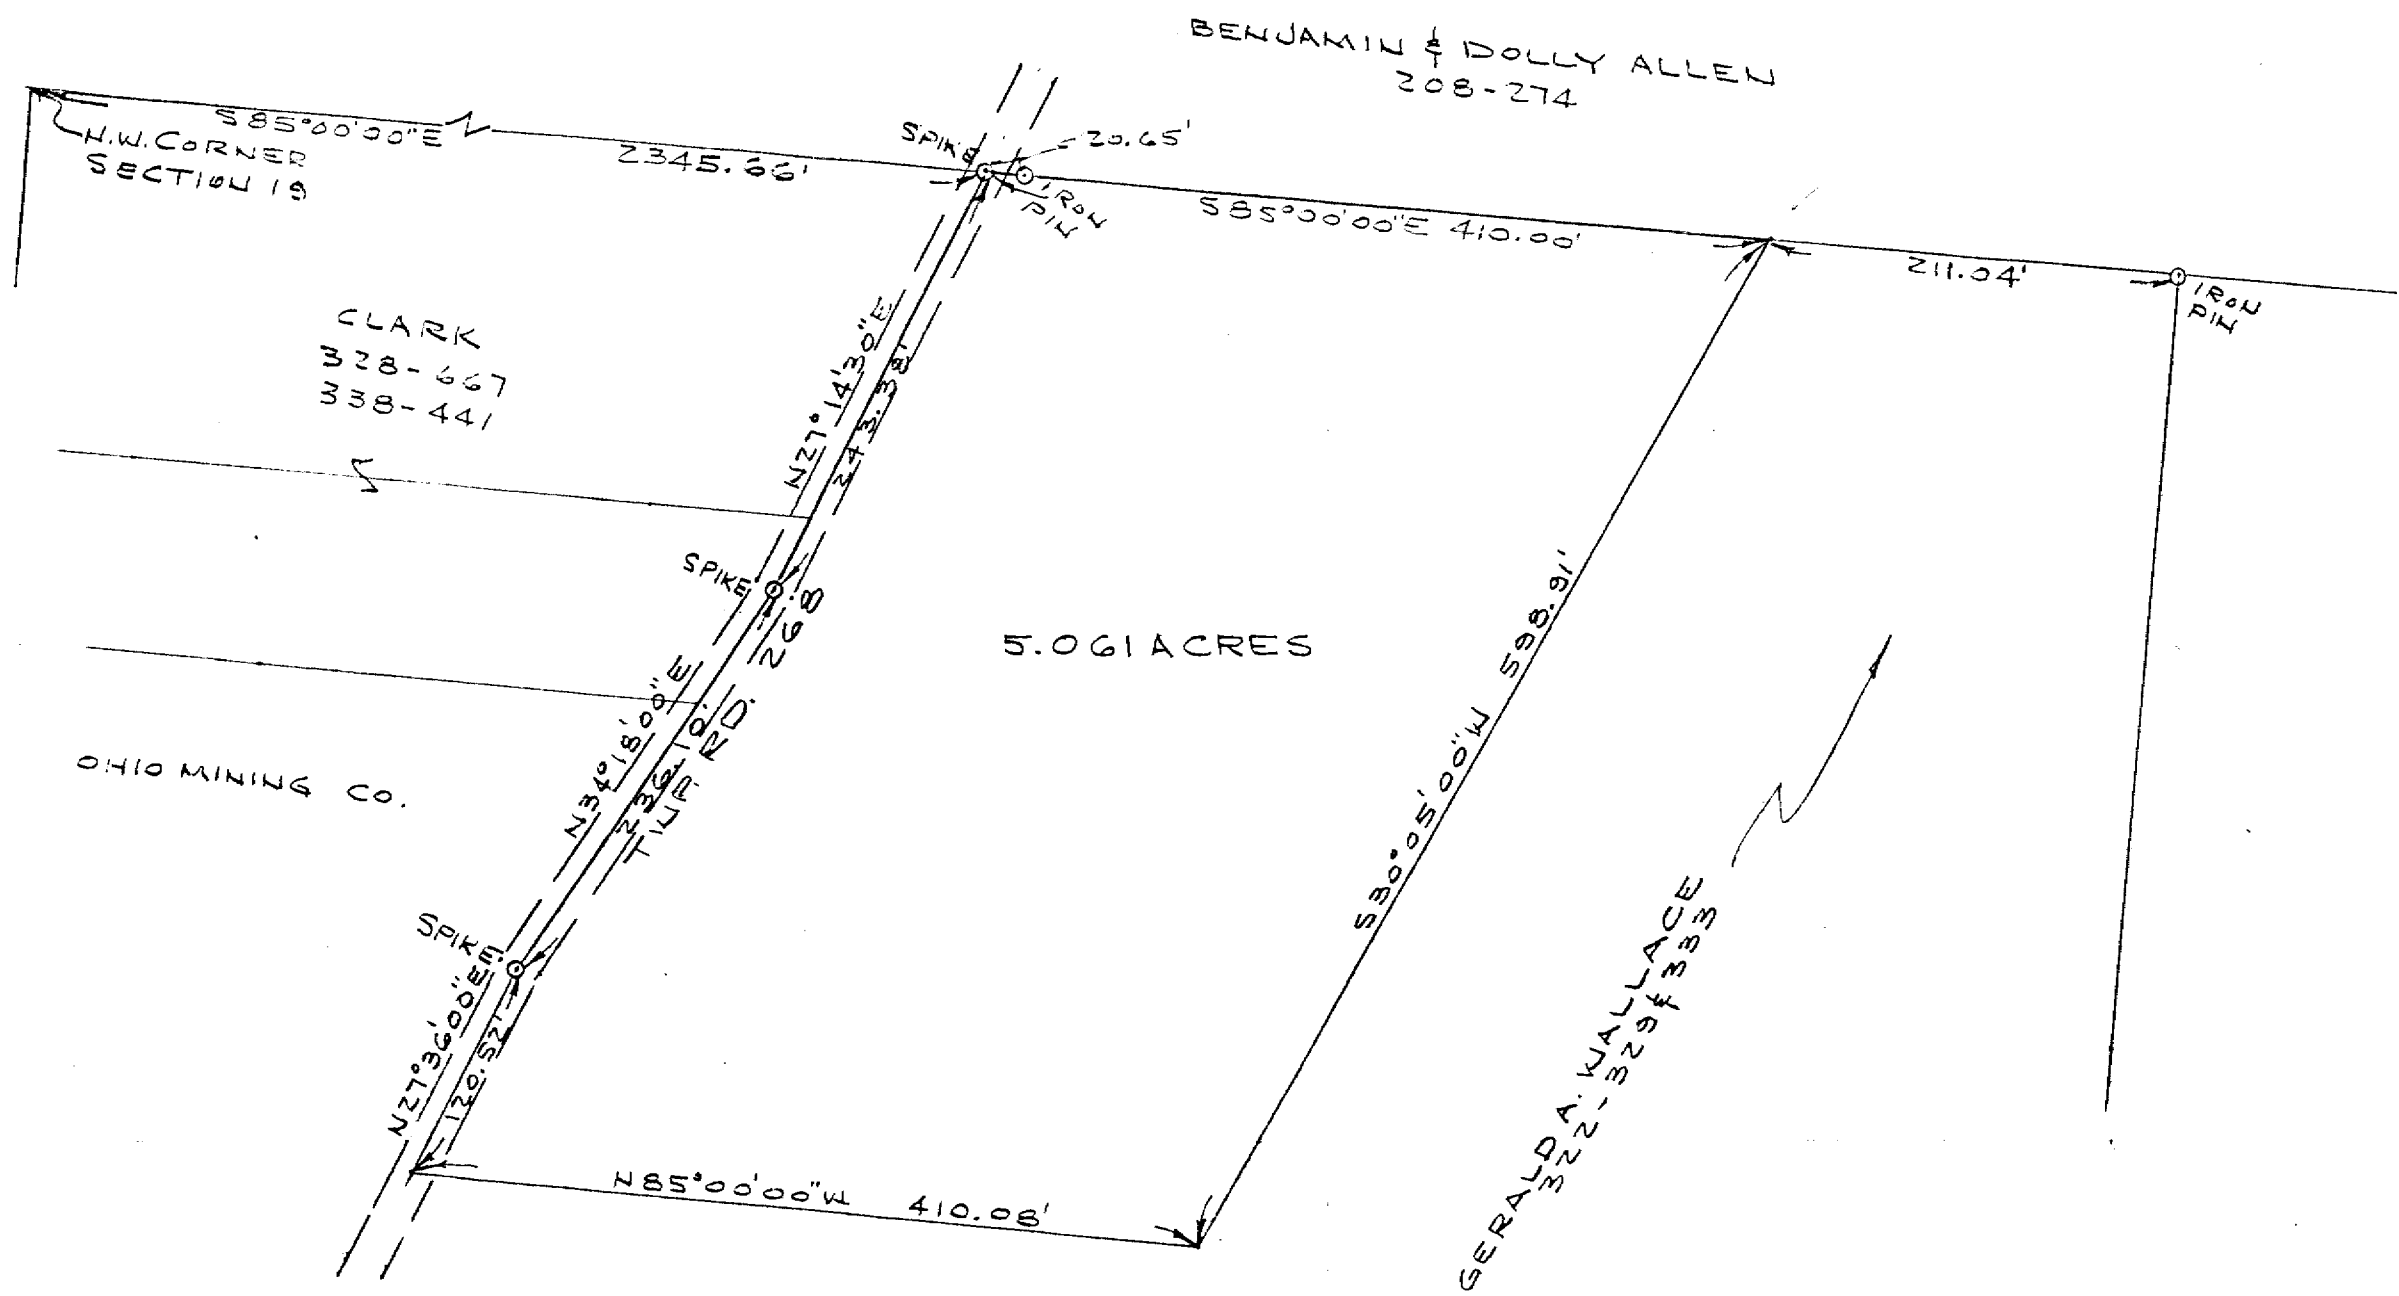 BENJAMIN & DOLLY ALLEN
208-274
S85°00'00"E
2345.66'
N.W. CORNER
SECTION 19
SPIKE
20.65'
IRON
PIN
S85°00'00"E 410.00'
211.04'
IRON
PIN
CLARK
328-667
338-441
N27°14'30"E
243.38'
SPIKE
5.061 ACRES
S30°05'00"W 598.91'
N34°18'00"E
236.10'
TWP. RD. 268
OHIO MINING CO.
SPIKE
N27°36'00"E
120.52'
N85°00'00"W 410.08'
GERALD A. WALLACE
322-329 & 333